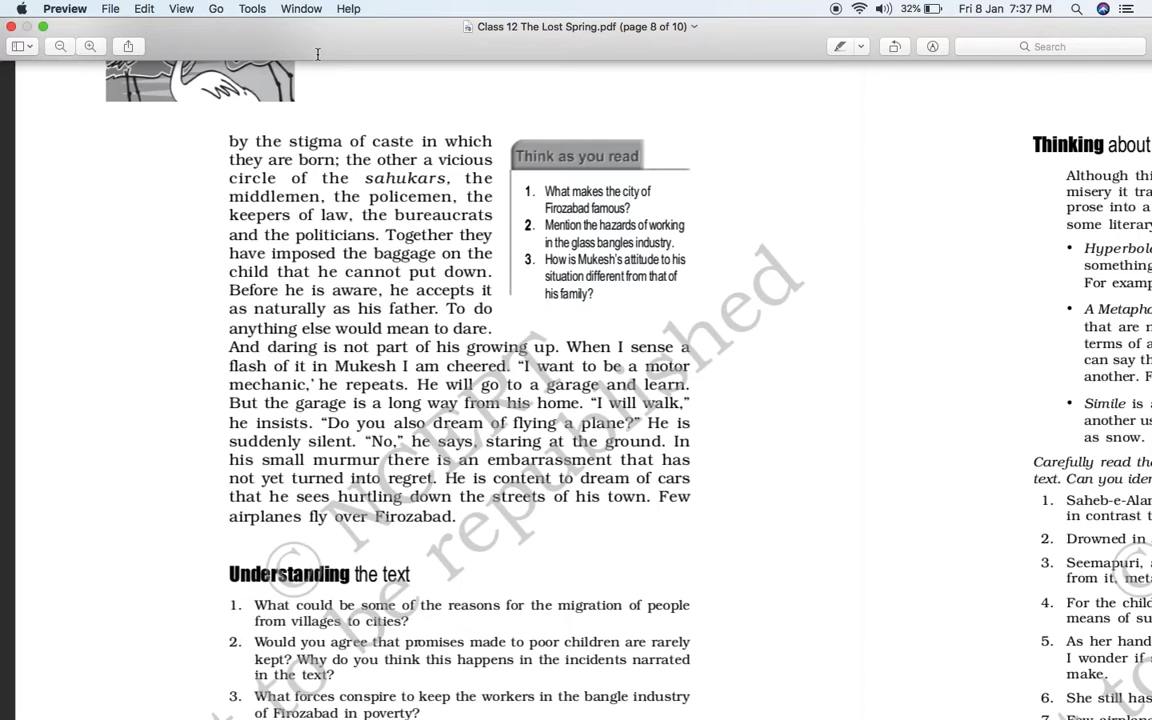 Preview File Edit View Go Tools Window Help 32% Fri 8 Jan 7:37 PM
Class 12 The Lost Spring.pdf (page 8 of 10)
Search
by the stigma of caste in which
they are born; the other a vicious
circle of the sahukars, the
middlemen, the policemen, the
keepers of law, the bureaucrats
and the politicians. Together they
have imposed the baggage on the
child that he cannot put down.
Before he is aware, he accepts it
as naturally as his father. To do
anything else would mean to dare.
And daring is not part of his growing up. When I sense a
flash of it in Mukesh I am cheered. “I want to be a motor
mechanic,’ he repeats. He will go to a garage and learn.
But the garage is a long way from his home. “I will walk,”
he insists. “Do you also dream of flying a plane?” He is
suddenly silent. “No,” he says, staring at the ground. In
his small murmur there is an embarrassment that has
not yet turned into regret. He is content to dream of cars
that he sees hurtling down the streets of his town. Few
airplanes fly over Firozabad.
Think as you read
1. What makes the city of
Firozabad famous?
2. Mention the hazards of working
in the glass bangles industry.
3. How is Mukesh’s attitude to his
situation different from that of
his family?
Understanding the text
1. What could be some of the reasons for the migration of people
from villages to cities?
2. Would you agree that promises made to poor children are rarely
kept? Why do you think this happens in the incidents narrated
in the text?
3. What forces conspire to keep the workers in the bangle industry
of Firozabad in poverty?
© NCERT
t to be republished
Thinking about
Although thi
misery it tra
prose into a
some literary
• Hyperbole
something
For examp
• A Metapho
that are n
terms of a
can say th
another. F
• Simile is a
another us
as snow.
Carefully read the
text. Can you iden
1. Saheb-e-Alam
in contrast t
2. Drowned in
3. Seemapuri, a
from it, meta
4. For the child
means of su
5. As her hand
I wonder if s
make.
6. She still has
7. Few airplane